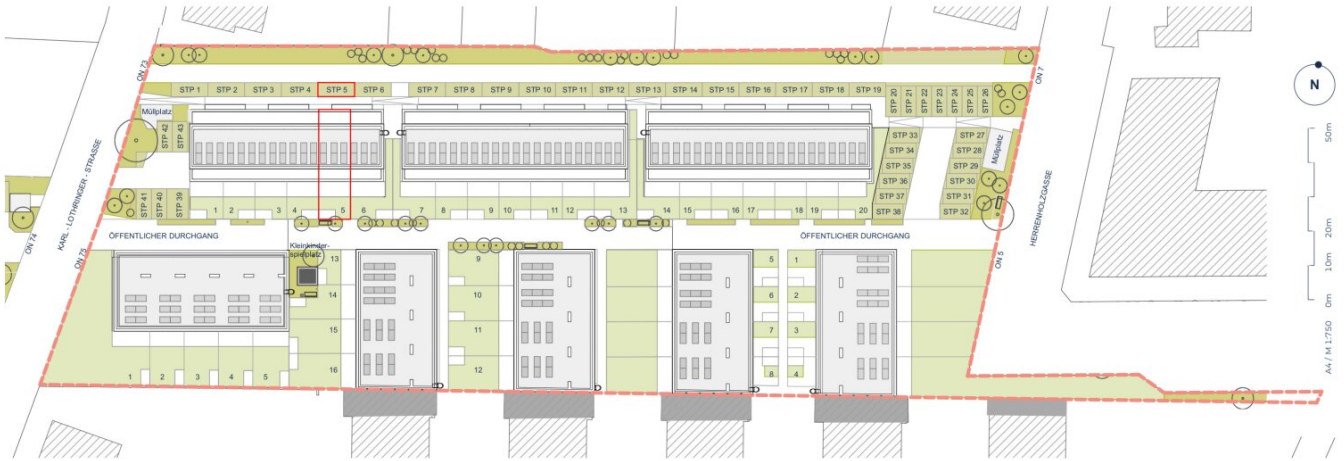 ON 73
ON 7
STP 1 STP 2 STP 3 STP 4 STP 5 STP 6 STP 7 STP 8 STP 9 STP 10 STP 11 STP 12 STP 13 STP 14 STP 15 STP 16 STP 17 STP 18 STP 19 STP 20 STP 21 STP 22 STP 23 STP 24 STP 25 STP 26
N
Müllplatz
STP 42 STP 43
STP 33 STP 27
STP 34 STP 28
STP 35 STP 29
STP 36 STP 30
STP 37 STP 31
STP 38 STP 32
Müllplatz
STP 41 STP 40 STP 39
KARL - LOTHRINGER - STRASSE
HERRENHOLZGASSE
1 2 3 4 5 6 7 8 9 10 11 12 13 14 15 16 17 18 19 20
ON 74
ON 75
ÖFFENTLICHER DURCHGANG
ÖFFENTLICHER DURCHGANG
ON 5
Kleinkinder-
spielplatz
13 9 5 1
14 10 6 2
15 11 7 3
16 12 8 4
1 2 3 4 5
50m
20m
10m
0m
A4 / M 1:750